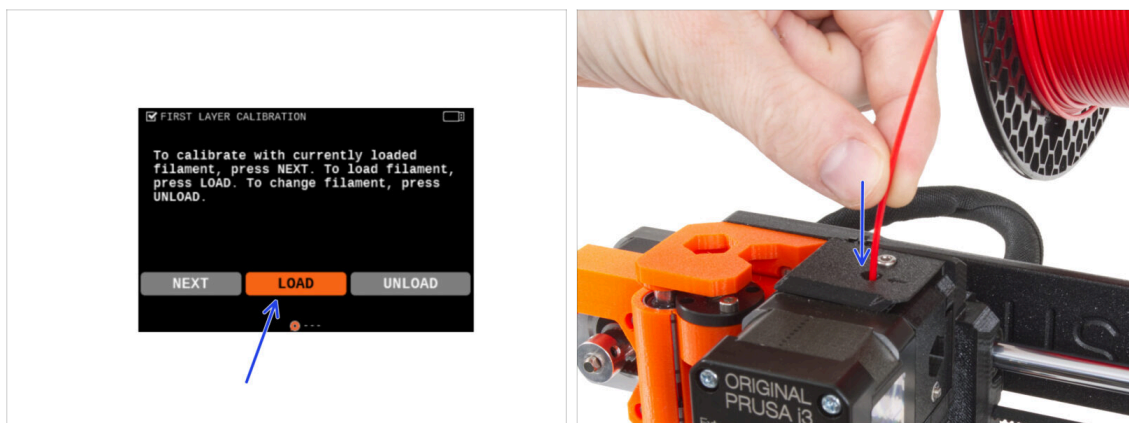 FIRST LAYER CALIBRATION
To calibrate with currently loaded
filament, press NEXT. To load filament,
press LOAD. To change filament, press
UNLOAD.
NEXT LOAD UNLOAD
ORIGINAL
PRUSA i3